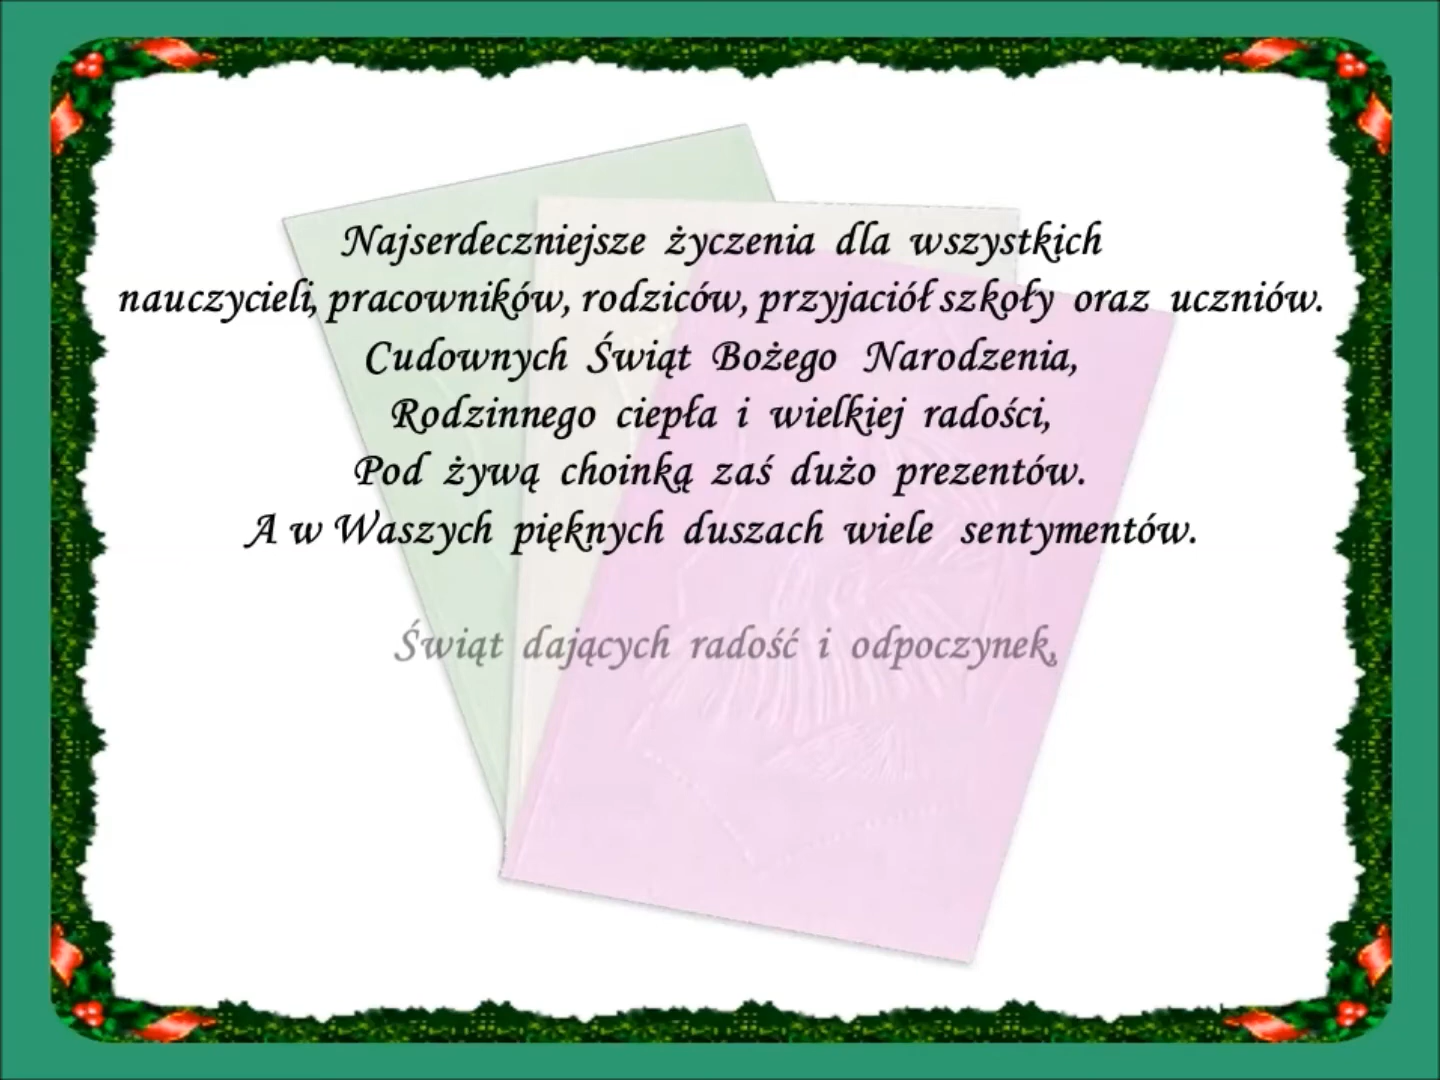 Najserdeczniejsze życzenia dla wszystkich
nauczycieli, pracowników, rodziców, przyjaciół szkoły oraz uczniów.
Cudownych Świąt Bożego Narodzenia,
Rodzinnego ciepła i wielkiej radości,
Pod żywą choinką zaś dużo prezentów.
A w Waszych pięknych duszach wiele sentymentów.
Świąt dających radość i odpoczynek,